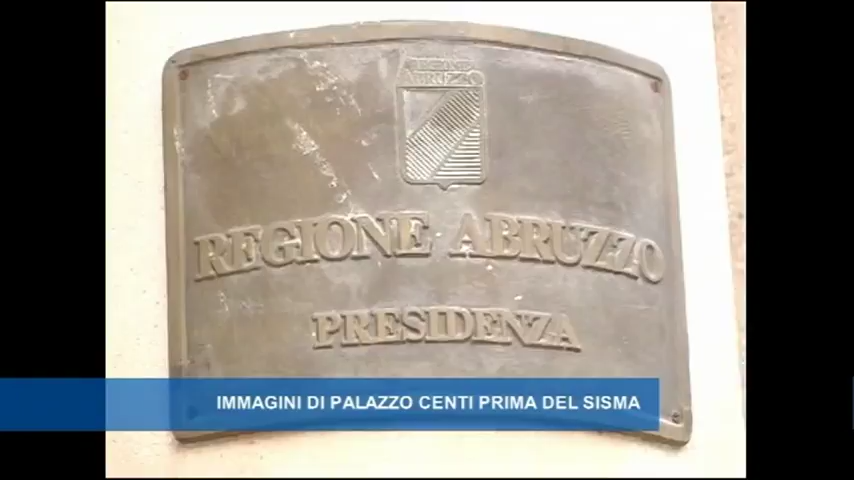 REGIONE
ABRUZZO
REGIONE ABRUZZO
PRESIDENZA
IMMAGINI DI PALAZZO CENTI PRIMA DEL SISMA